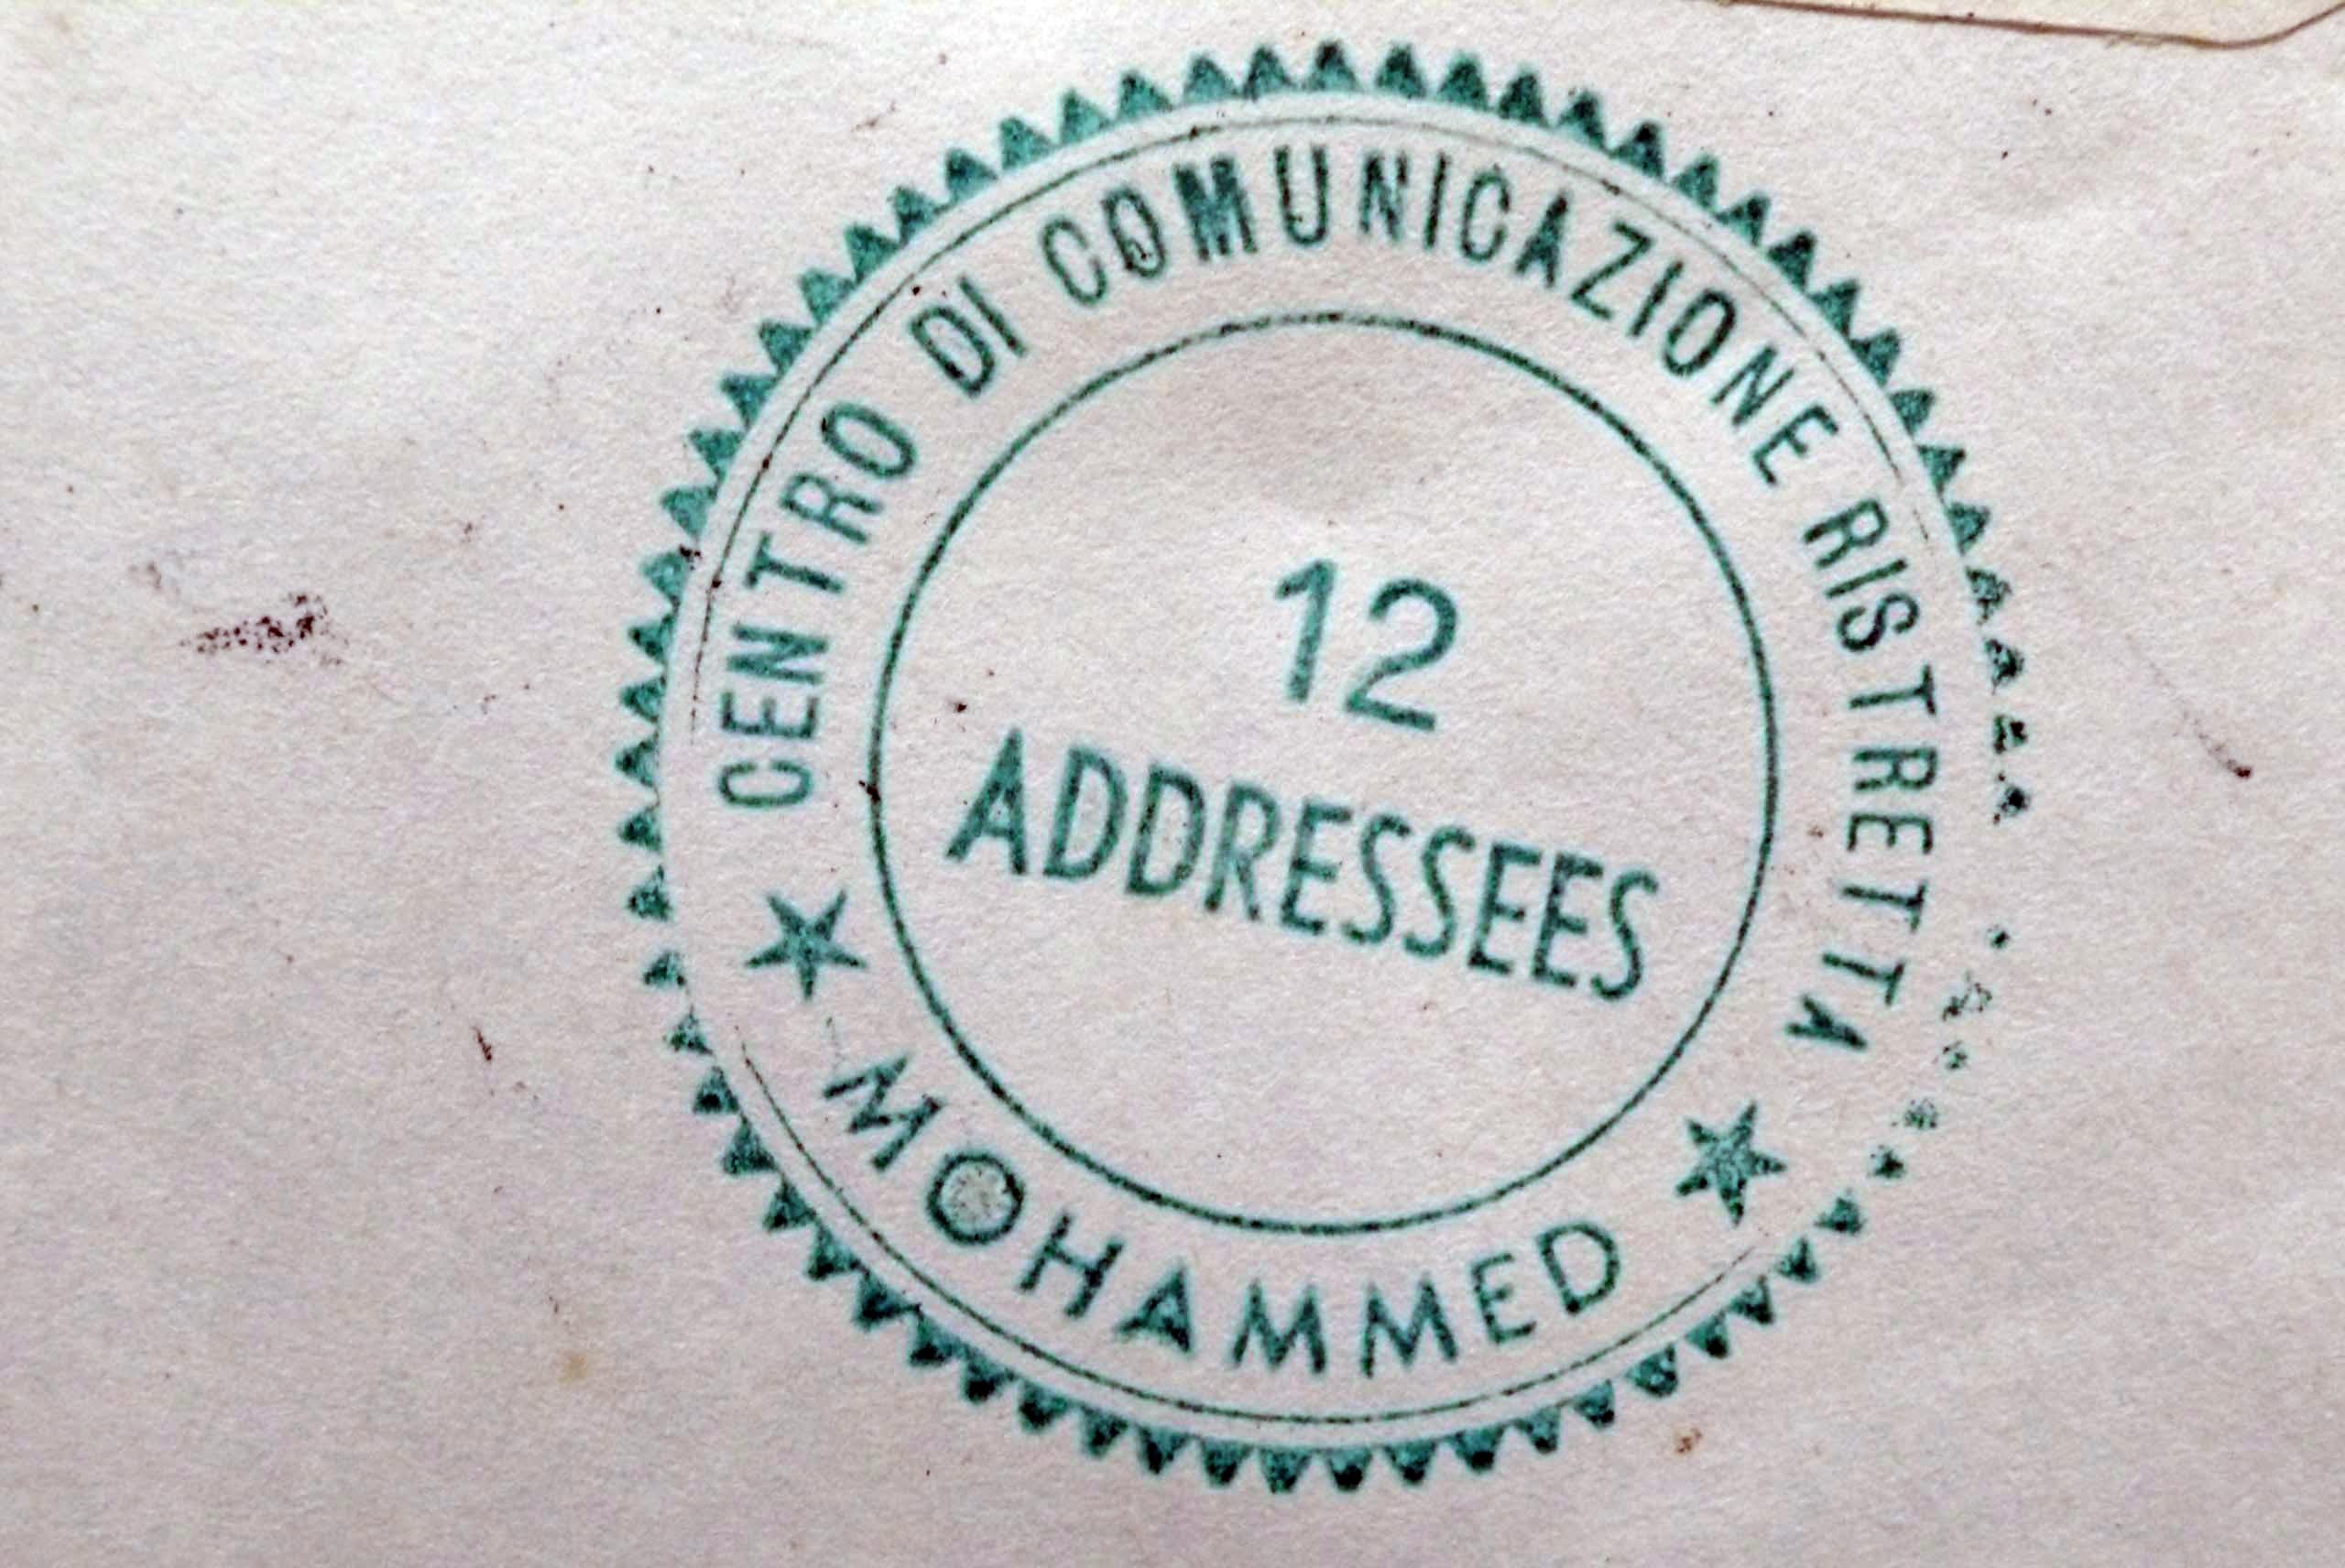 CENTRO DI COMUNICAZIONE RISTRETTA
12
ADDRESSEES
MOHAMMED